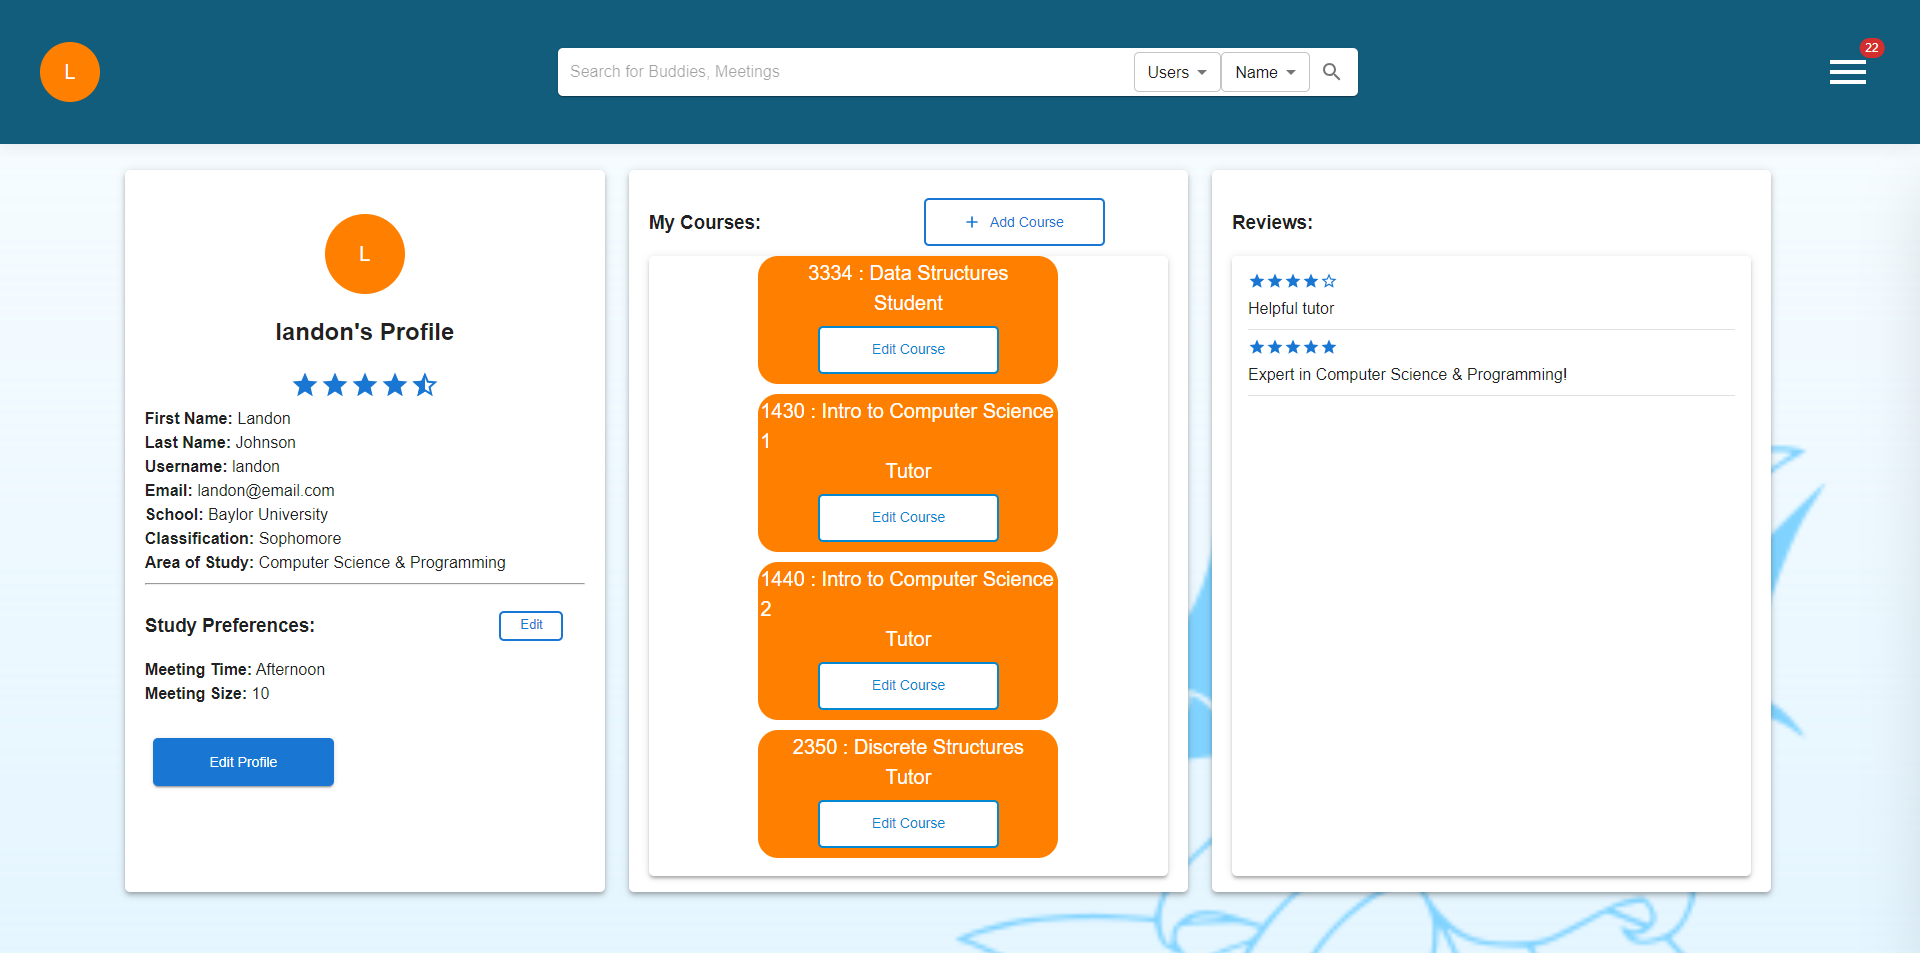 L
Search for Buddies, Meetings
Users
Name
22
L
landon's Profile
First Name: Landon
Last Name: Johnson
Username: landon
Email: landon@email.com
School: Baylor University
Classification: Sophomore
Area of Study: Computer Science & Programming
Study Preferences:
Edit
Meeting Time: Afternoon
Meeting Size: 10
Edit Profile
My Courses:
+ Add Course
3334 : Data Structures
Student
Edit Course
1430 : Intro to Computer Science
1
Tutor
Edit Course
1440 : Intro to Computer Science
2
Tutor
Edit Course
2350 : Discrete Structures
Tutor
Edit Course
Reviews:
Helpful tutor
Expert in Computer Science & Programming!